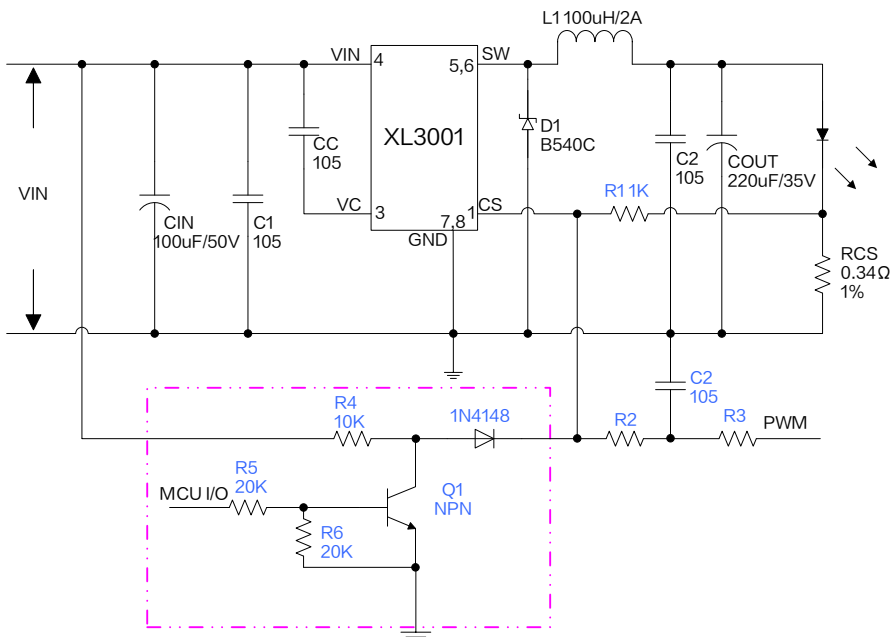 L1 100uH/2A
VIN
4
5,6
SW
XL3001
CC
105
D1
B540C
C2
105
COUT
220uF/35V
VIN
R1 1K
VC
3
1
CS
7,8
GND
CIN
100uF/50V
C1
105
RCS
0.34Ω
1%
C2
105
R4
10K
1N4148
R2
R3
PWM
MCU I/O
R5
20K
Q1
NPN
R6
20K